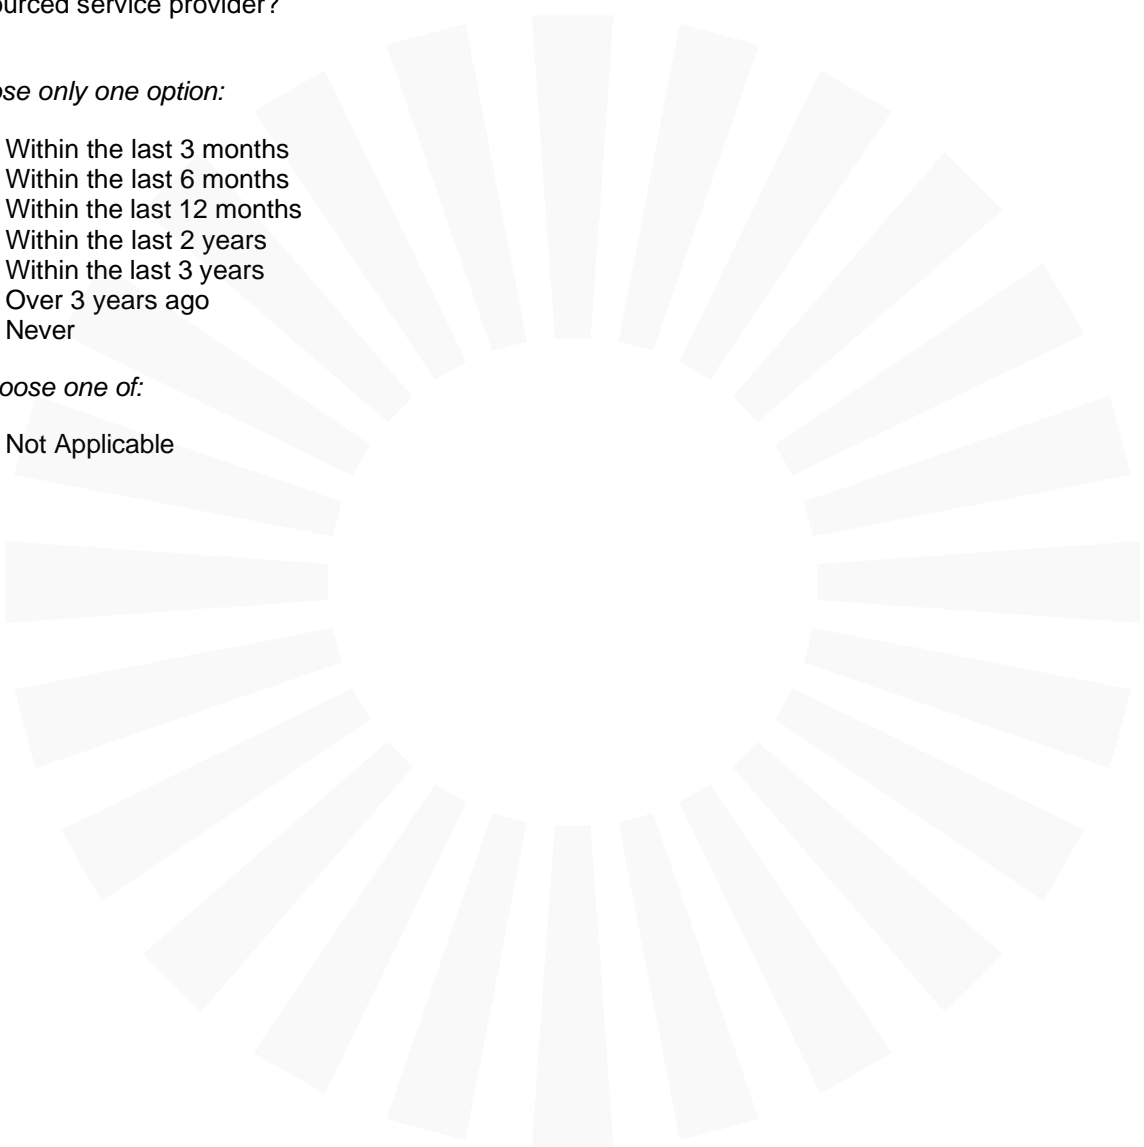 ourced service provider?
ose only one option:
Within the last 3 months
Within the last 6 months
Within the last 12 months
Within the last 2 years
Within the last 3 years
Over 3 years ago
Never
oose one of:
Not Applicable